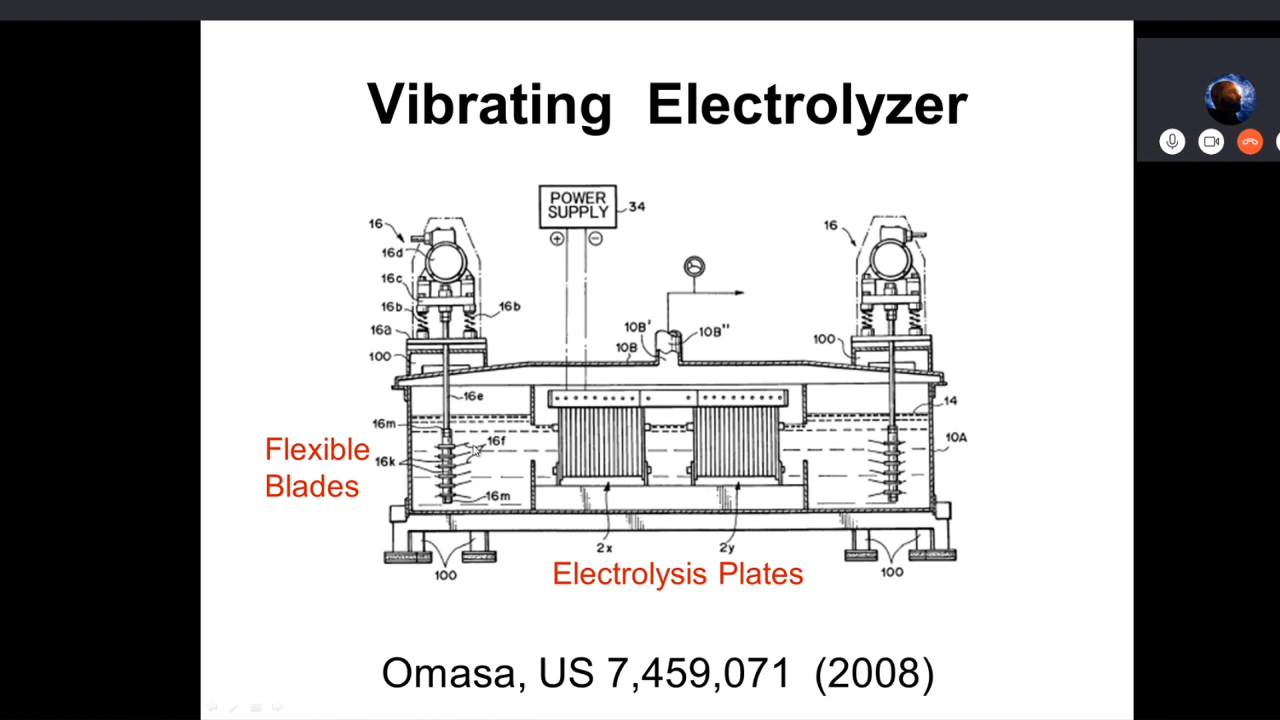 Vibrating Electrolyzer
POWER
SUPPLY
34
16
16
16d
16c
16b
16b
16a
10B'
10B"
10B
100
100
16e
14
16m
16f
10A
Flexible
Blades
16k
16m
2x
2y
100
100
Electrolysis Plates
Omasa, US 7,459,071 (2008)